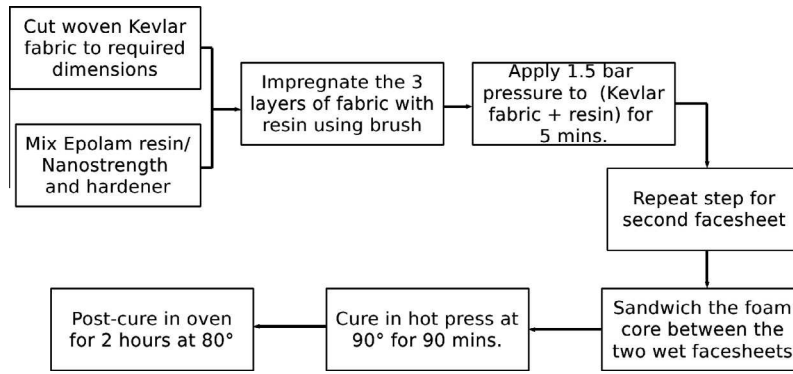 Cut woven Kevlar
fabric to required
dimensions
Mix Epolam resin/
Nanostrength
and hardener
Impregnate the 3
layers of fabric with
resin using brush
Apply 1.5 bar
pressure to (Kevlar
fabric + resin) for
5 mins.
Repeat step for
second facesheet
Sandwich the foam
core between the
two wet facesheets
Cure in hot press at
90° for 90 mins.
Post-cure in oven
for 2 hours at 80°